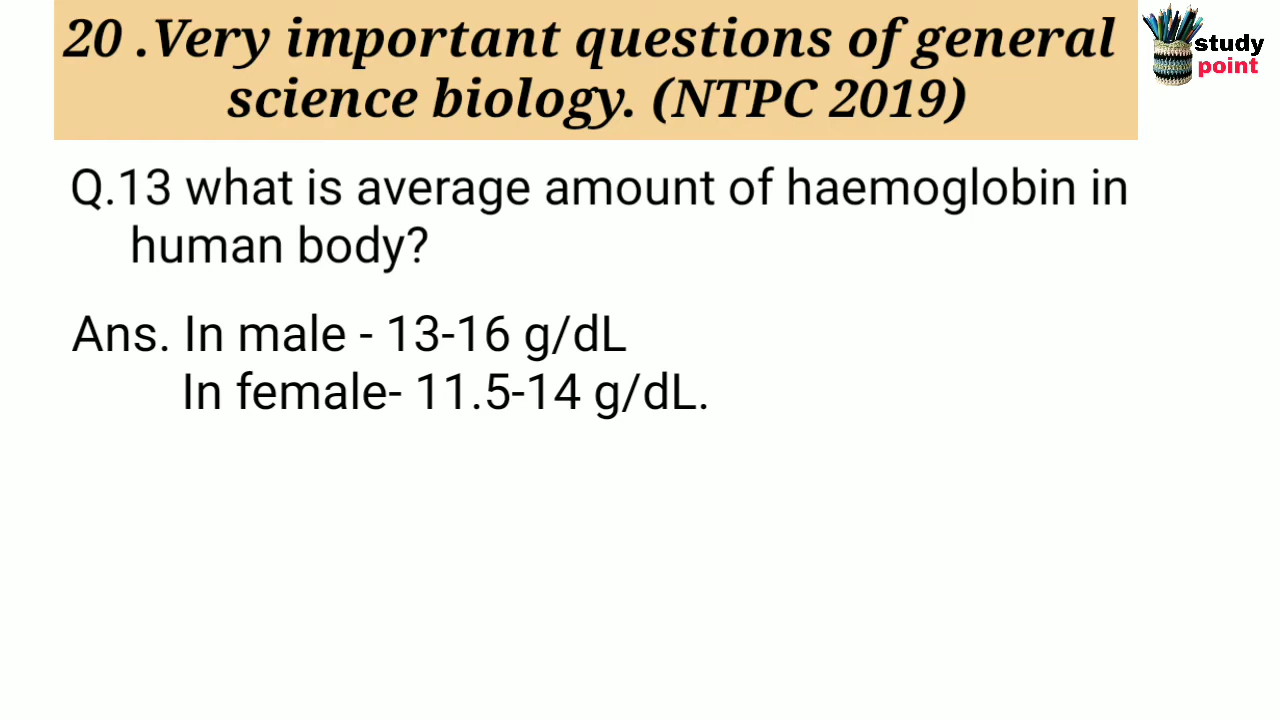 20 .Very important questions of general
science biology. (NTPC 2019)
study
point
Q.13 what is average amount of haemoglobin in
human body?
Ans. In male - 13-16 g/dL
In female- 11.5-14 g/dL.